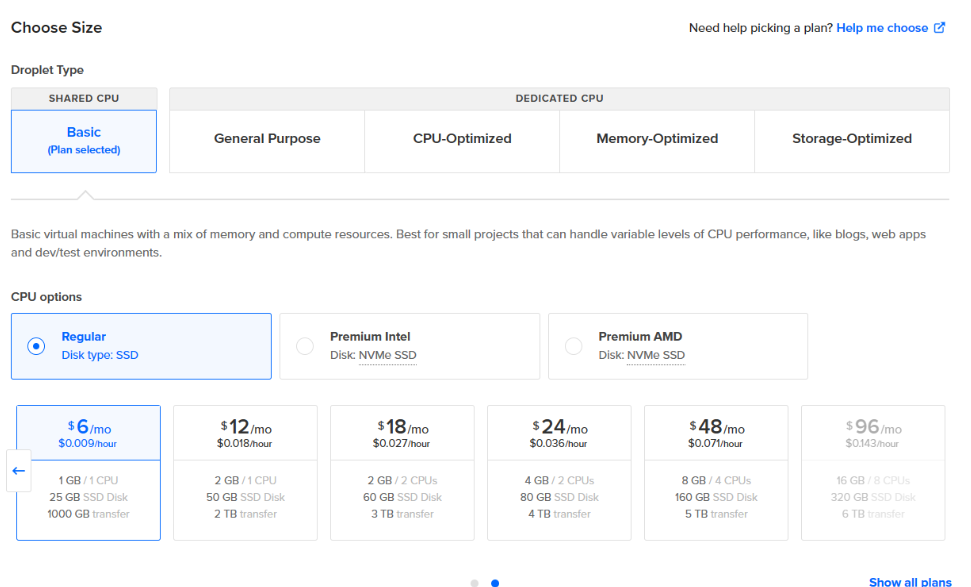 Choose Size
Need help picking a plan? Help me choose
Droplet Type
SHARED CPU
DEDICATED CPU
Basic
(Plan selected)
General Purpose
CPU-Optimized
Memory-Optimized
Storage-Optimized
Basic virtual machines with a mix of memory and compute resources. Best for small projects that can handle variable levels of CPU performance, like blogs, web apps
and dev/test environments.
CPU options
Regular
Disk type: SSD
Premium Intel
Disk: NVMe SSD
Premium AMD
Disk: NVMe SSD
$6/mo
$0.009/hour
1 GB / 1 CPU
25 GB SSD Disk
1000 GB transfer
$12/mo
$0.018/hour
2 GB / 1 CPU
50 GB SSD Disk
2 TB transfer
$18/mo
$0.027/hour
2 GB / 2 CPUs
60 GB SSD Disk
3 TB transfer
$24/mo
$0.036/hour
4 GB / 2 CPUs
80 GB SSD Disk
4 TB transfer
$48/mo
$0.071/hour
8 GB / 4 CPUs
160 GB SSD Disk
5 TB transfer
$96/mo
$0.143/hour
16 GB / 8 CPUs
320 GB SSD Disk
6 TB transfer
Show all plans